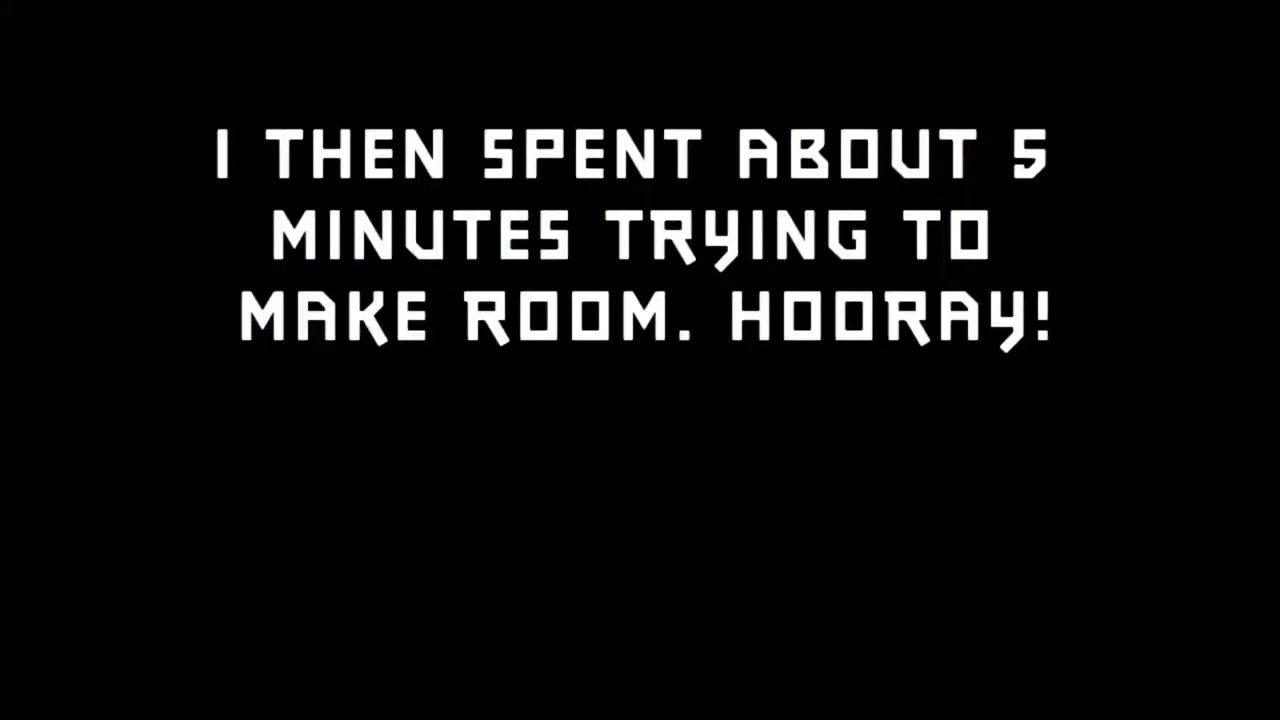 I THEN SPENT ABOUT 5
MINUTES TRYING TO
MAKE ROOM. HOORAY!